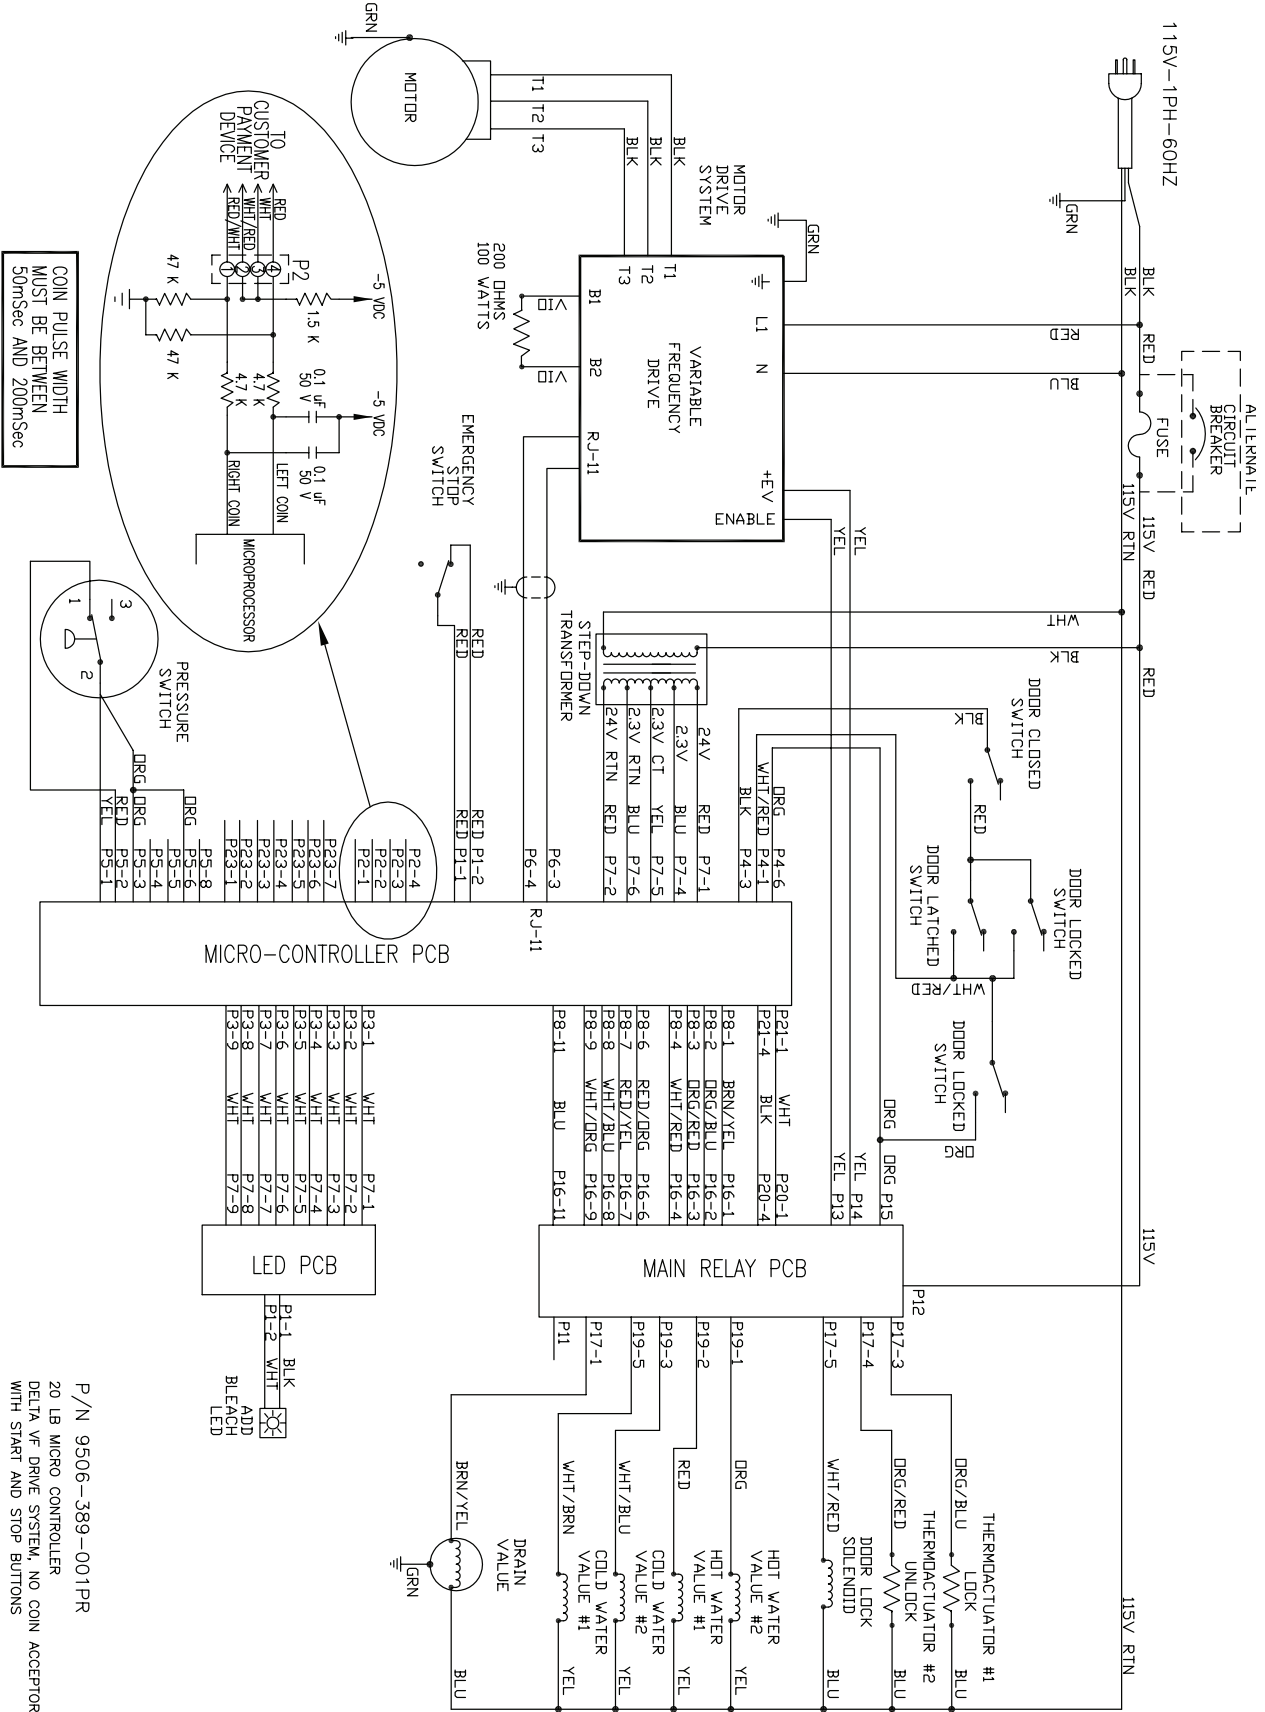 115V-1PH-60HZ
GRN
BLK
BLK
RED
ALTERNATE
CIRCUIT
BREAKER
FUSE
115V
115V RTN
RED
RED
115V
115V RTN
RED
BLU
WHT
BLK
GRN
MOTOR
T1
T2
T3
BLK
BLK
BLK
MOTOR
DRIVE
SYSTEM
GRN
T1
T2
T3
L1
N
VARIABLE
FREQUENCY
DRIVE
+EV
ENABLE
B1
B2
RJ-11
VIO
VIO
200 OHMS
100 WATTS
YEL
YEL
STEP-DOWN
TRANSFORMER
24V
2.3V
2.3V CT
2.3V RTN
24V RTN
RED
BLU
YEL
BLU
RED
P7-1
P7-4
P7-5
P7-6
P7-2
DOOR CLOSED
SWITCH
BLK
RED
DOOR LOCKED
SWITCH
DOOR LATCHED
SWITCH
WHT/RED
DOOR LOCKED
SWITCH
ORG
ORG
ORG P15
YEL P14
YEL P13
ORG P4-6
WHT/RED P4-1
BLK P4-3
EMERGENCY
STOP
SWITCH
RED
RED
RED P1-2
RED P1-1
P6-3
P6-4
RJ-11
P2-4
P2-3
P2-2
P2-1
P23-7
P23-6
P23-5
P23-4
P23-3
P23-2
P23-1
P5-8
P5-6
P5-5
P5-4
P5-3
P5-2
P5-1
ORG
ORG
ORG
RED
YEL
PRESSURE
SWITCH
1
2
3
MICRO-CONTROLLER PCB
P21-1 WHT P20-1
P21-4 BLK P20-4
P8-1 BRN/YEL P16-1
P8-2 ORG/BLU P16-2
P8-3 ORG/RED P16-3
P8-4 WHT/RED P16-4
P8-6 RED/ORG P16-6
P8-7 RED/YEL P16-7
P8-8 WHT/BLU P16-8
P8-9 WHT/ORG P16-9
P8-11 BLU P16-11
P3-1 WHT P7-1
P3-2 WHT P7-2
P3-3 WHT P7-3
P3-4 WHT P7-4
P3-5 WHT P7-5
P3-6 WHT P7-6
P3-7 WHT P7-7
P3-8 WHT P7-8
P3-9 WHT P7-9
MAIN RELAY PCB
P12
P17-3
P17-4
P17-5
P19-1
P19-2
P19-3
P19-5
P17-1
P11
LED PCB
P1-1 BLK
P1-2 WHT
ADD
BLEACH
LED
THERMOACTUATOR #1
LOCK
ORG/BLU
BLU
THERMOACTUATOR #2
UNLOCK
ORG/RED
BLU
DOOR LOCK
SOLENOID
WHT/RED
BLU
HOT WATER
VALUE #2
ORG
YEL
HOT WATER
VALUE #1
RED
YEL
COLD WATER
VALUE #2
WHT/BLU
YEL
COLD WATER
VALUE #1
WHT/BRN
YEL
DRAIN
VALUE
BRN/YEL
BLU
GRN
TO
CUSTOMER
PAYMENT
DEVICE
RED
WHT
WHT/RED
RED/WHT
P2
4
3
2
1
-5 VDC
1.5 K
47 K
47 K
4.7 K
4.7 K
0.1 uF
50 V
-5 VDC
0.1 uF
50 V
LEFT COIN
RIGHT COIN
MICROPROCESSOR
COIN PULSE WIDTH
MUST BE BETWEEN
50mSec AND 200mSec
P/N 9506-389-001PR
20 LB MICRO CONTROLLER
DELTA VF DRIVE SYSTEM, NO COIN ACCEPTOR
WITH START AND STOP BUTTONS